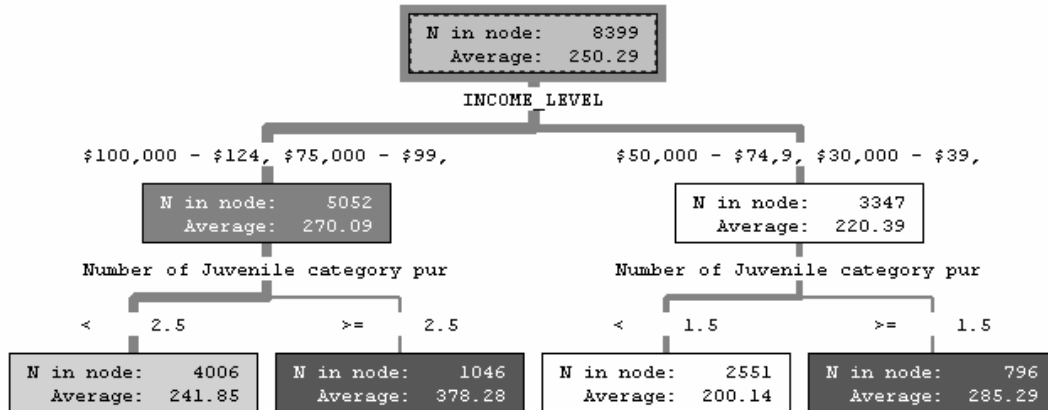 N in node: 8399
Average: 250.29
INCOME_LEVEL
$100,000 - $124, $75,000 - $99,
$50,000 - $74,9, $30,000 - $39,
N in node: 5052
Average: 270.09
N in node: 3347
Average: 220.39
Number of Juvenile category pur
Number of Juvenile category pur
< 2.5
>= 2.5
< 1.5
>= 1.5
N in node: 4006
Average: 241.85
N in node: 1046
Average: 378.28
N in node: 2551
Average: 200.14
N in node: 796
Average: 285.29